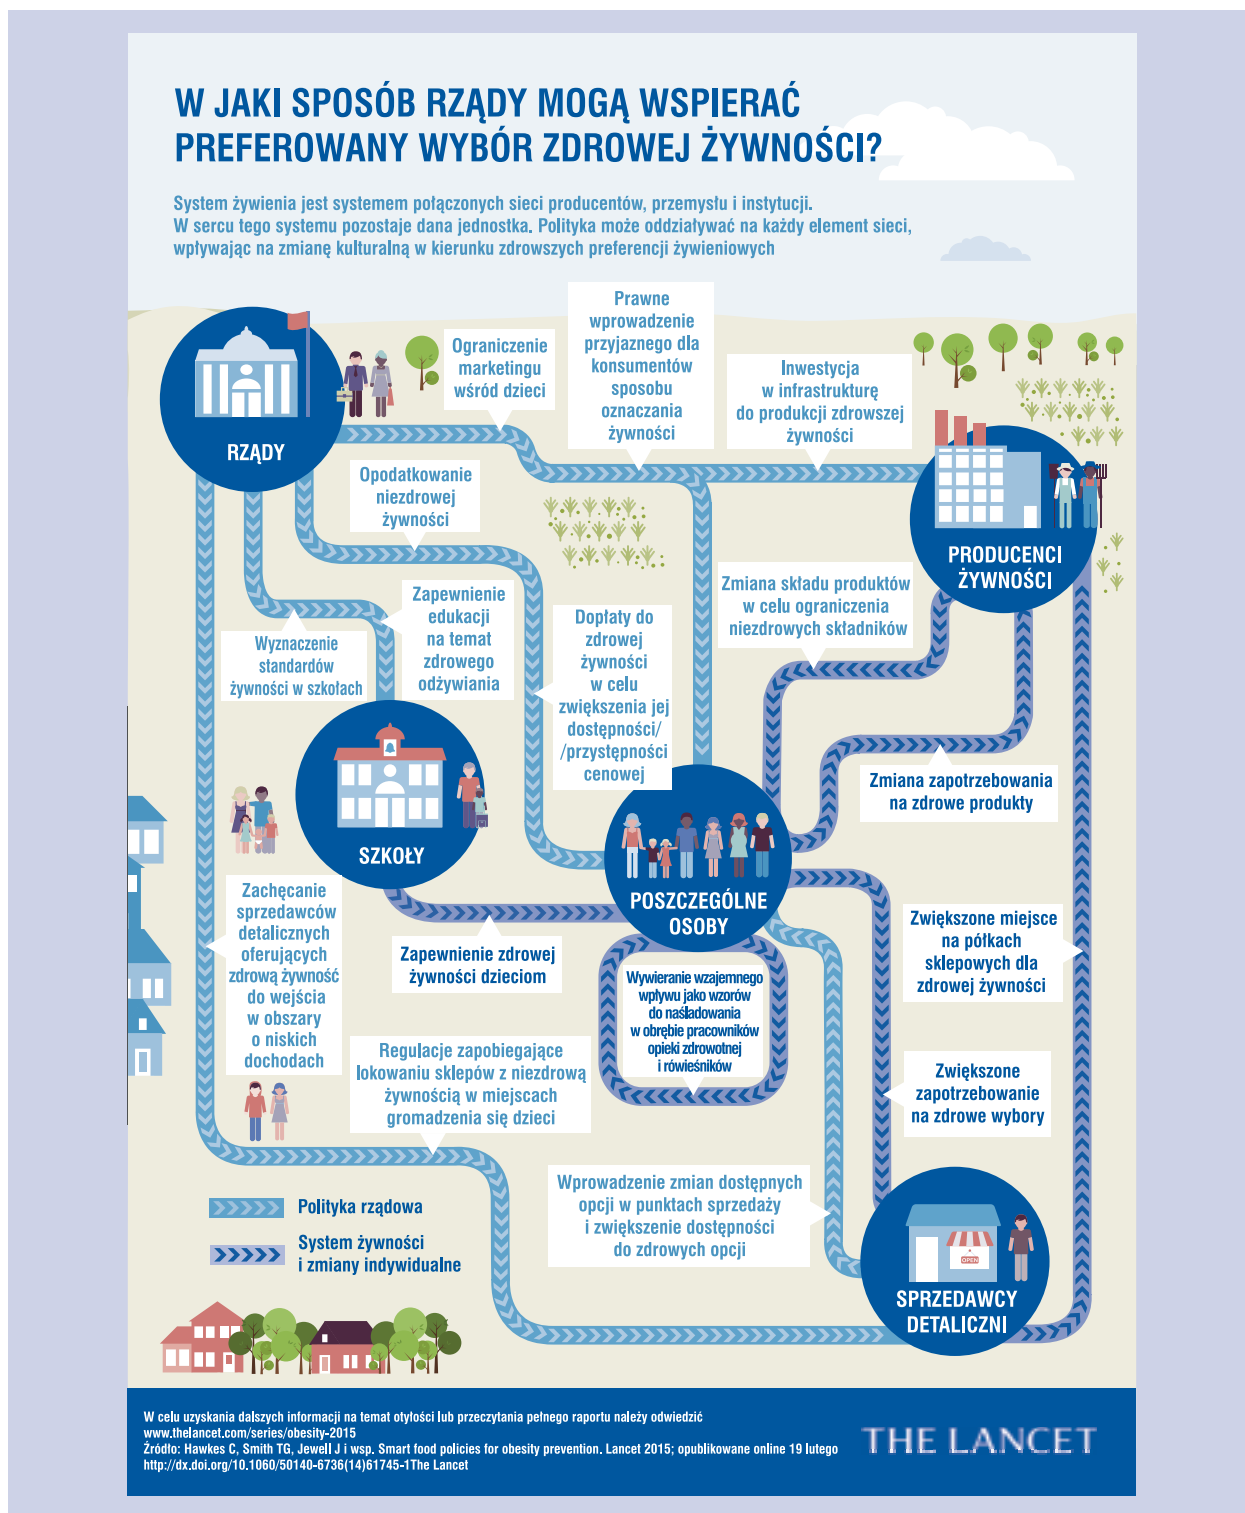 W JAKI SPOSÓB RZĄDY MOGĄ WSPIERAĆ
PREFEROWANY WYBÓR ZDROWEJ ŻYWNOŚCI?
System żywienia jest systemem połączonych sieci producentów, przemysłu i instytucji.
W sercu tego systemu pozostaje dana jednostka. Polityka może oddziaływać na każdy element sieci,
wpływając na zmianę kulturalną w kierunku zdrowszych preferencji żywieniowych
RZĄDY
Ograniczenie
marketingu
wśród dzieci
Prawne
wprowadzenie
przyjaznego dla
konsumentów
sposobu
oznaczania
żywności
Inwestycja
w infrastrukturę
do produkcji zdrowszej
żywności
Opodatkowanie
niezdrowej
żywności
PRODUCENCI
ŻYWNOŚCI
Zmiana składu produktów
w celu ograniczenia
niezdrowych składników
Zapewnienie
edukacji
na temat
zdrowego
odżywiania
Dopłaty do
zdrowej
żywności
w celu
zwiększenia jej
dostępności/
/przystępności
cenowej
Wyznaczenie
standardów
żywności w szkołach
SZKOŁY
Zmiana zapotrzebowania
na zdrowe produkty
POSZCZEGÓLNE
OSOBY
Zachęcanie
sprzedawców
detalicznych
oferujących
zdrową żywność
do wejścia
w obszary
o niskich
dochodach
Zapewnienie zdrowej
żywności dzieciom
Zwiększone miejsce
na półkach
sklepowych dla
zdrowej żywności
Wywieranie wzajemnego
wpływu jako wzorów
do naśladowania
w obrębie pracowników
opieki zdrowotnej
i rówieśników
Regulacje zapobiegające
lokowaniu sklepów z niezdrową
żywnością w miejscach
gromadzenia się dzieci
Zwiększone
zapotrzebowanie
na zdrowe wybory
Wprowadzenie zmian dostępnych
opcji w punktach sprzedaży
i zwiększenie dostępności
do zdrowych opcji
Polityka rządowa
System żywności
i zmiany indywidualne
OPEN
SPRZEDAWCY
DETALICZNI
W celu uzyskania dalszych informacji na temat otyłości lub przeczytania pełnego raportu należy odwiedzić
www.thelancet.com/series/obesity-2015
Źródło: Hawkes C, Smith TG, Jewell J i wsp. Smart food policies for obesity prevention. Lancet 2015; opublikowane online 19 lutego
http://dx.doi.org/10.1060/50140-6736(14)61745-1The Lancet
THE LANCET